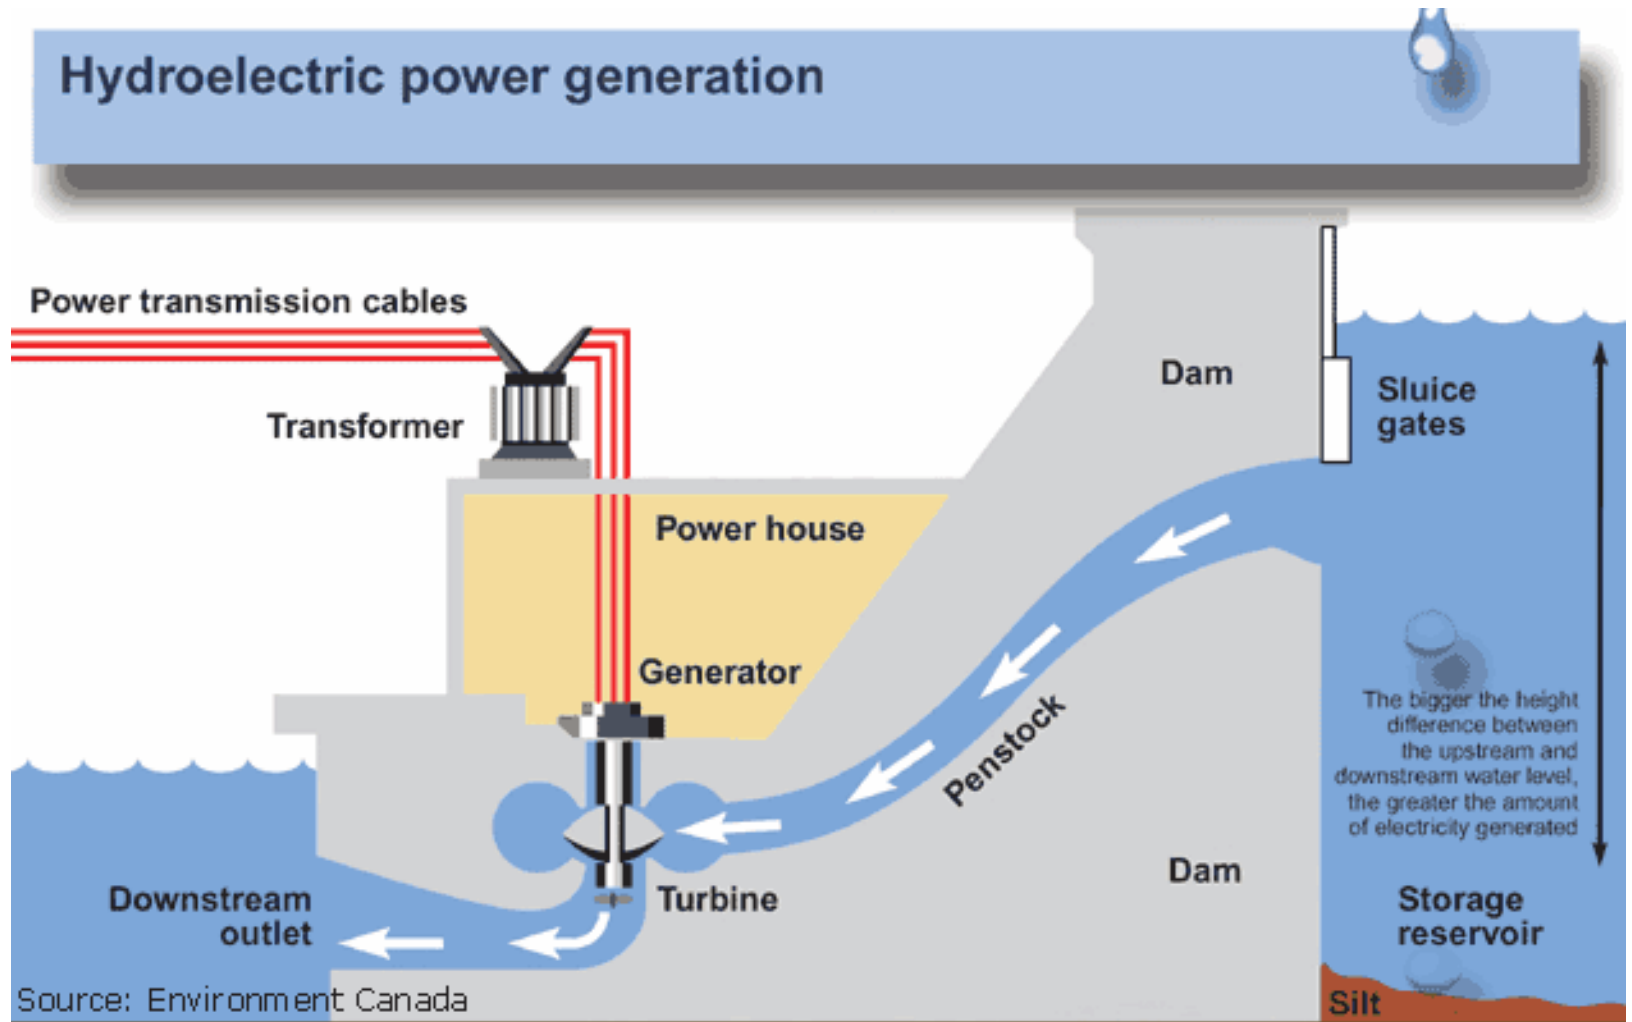 Hydroelectric power generation
Power transmission cables
Transformer
Dam
Sluice
gates
Power house
Generator
Penstock
The bigger the height
difference between
the upstream and
downstream water level,
the greater the amount
of electricity generated
Dam
Turbine
Downstream
outlet
Storage
reservoir
Silt
Source: Environment Canada